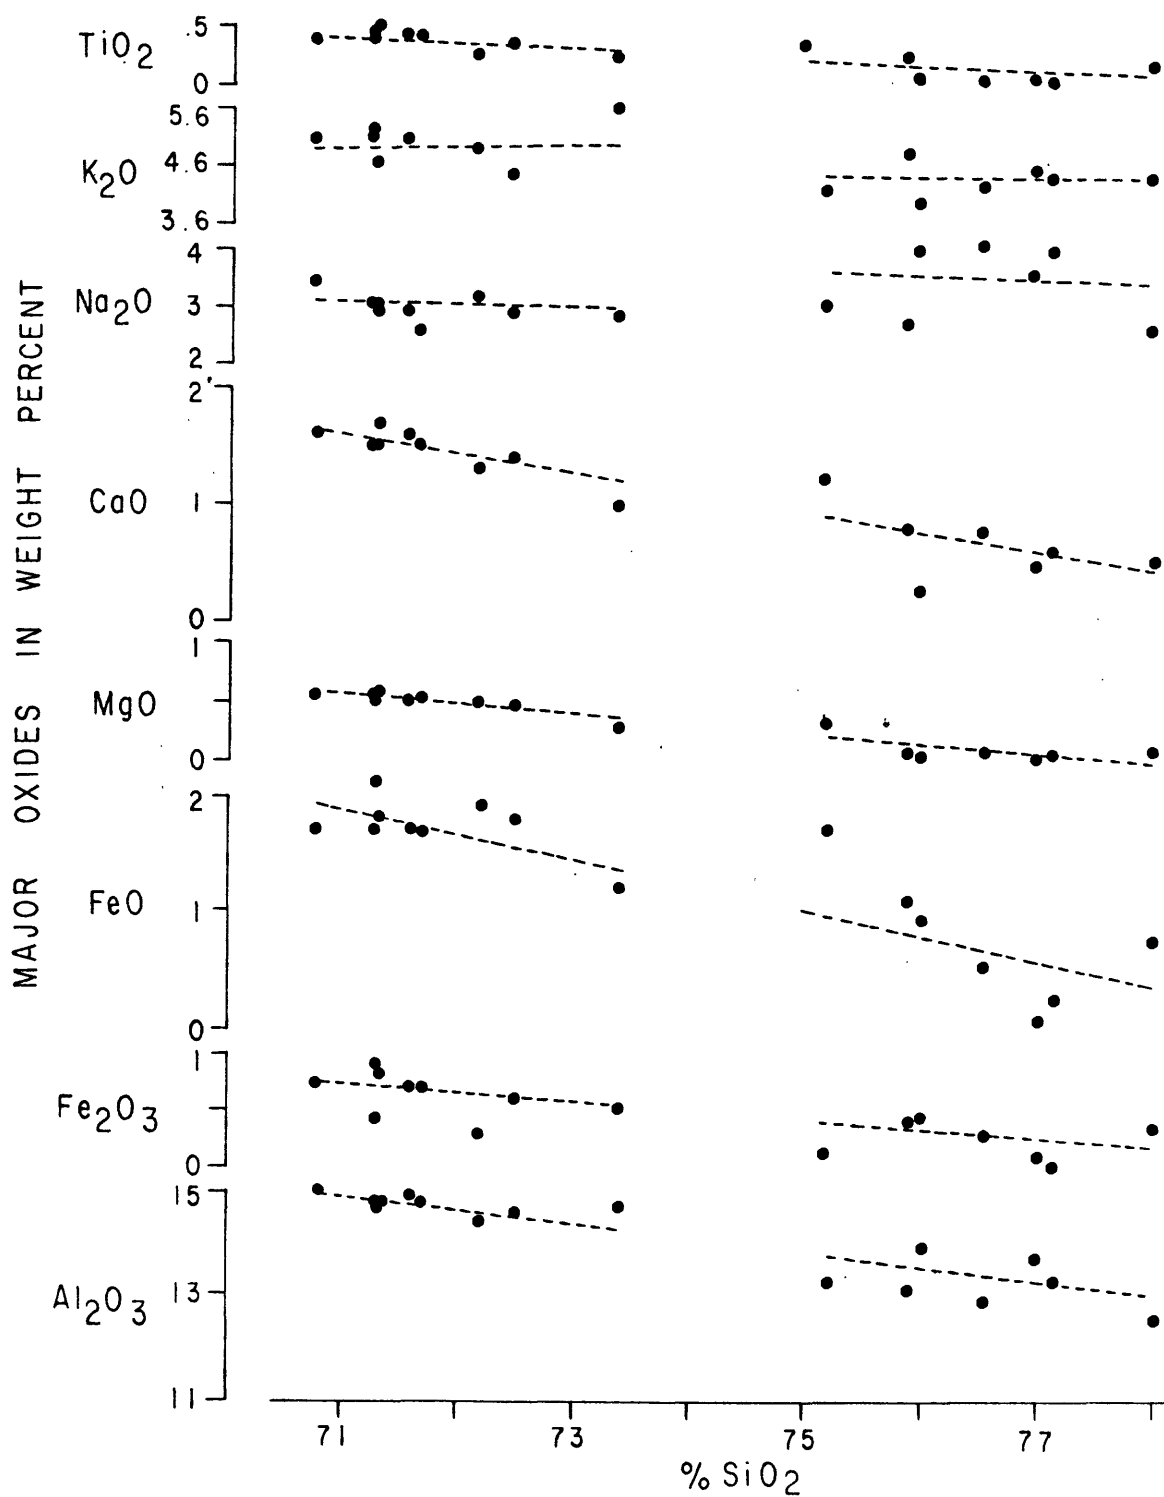 MAJOR OXIDES IN WEIGHT PERCENT
TiO2
.5
0
K2O
5.6
4.6
3.6
Na2O
4
3
2
CaO
2
1
0
MgO
1
0
FeO
2
1
0
Fe2O3
1
0
Al2O3
15
13
11
71 73 75 77
% SiO2